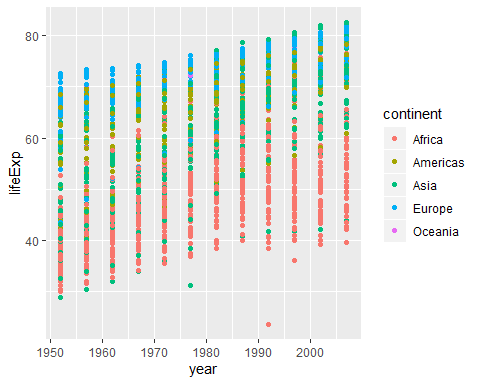 80
60
40
lifeExp
1950
1960
1970
1980
1990
2000
year
continent
Africa
Americas
Asia
Europe
Oceania